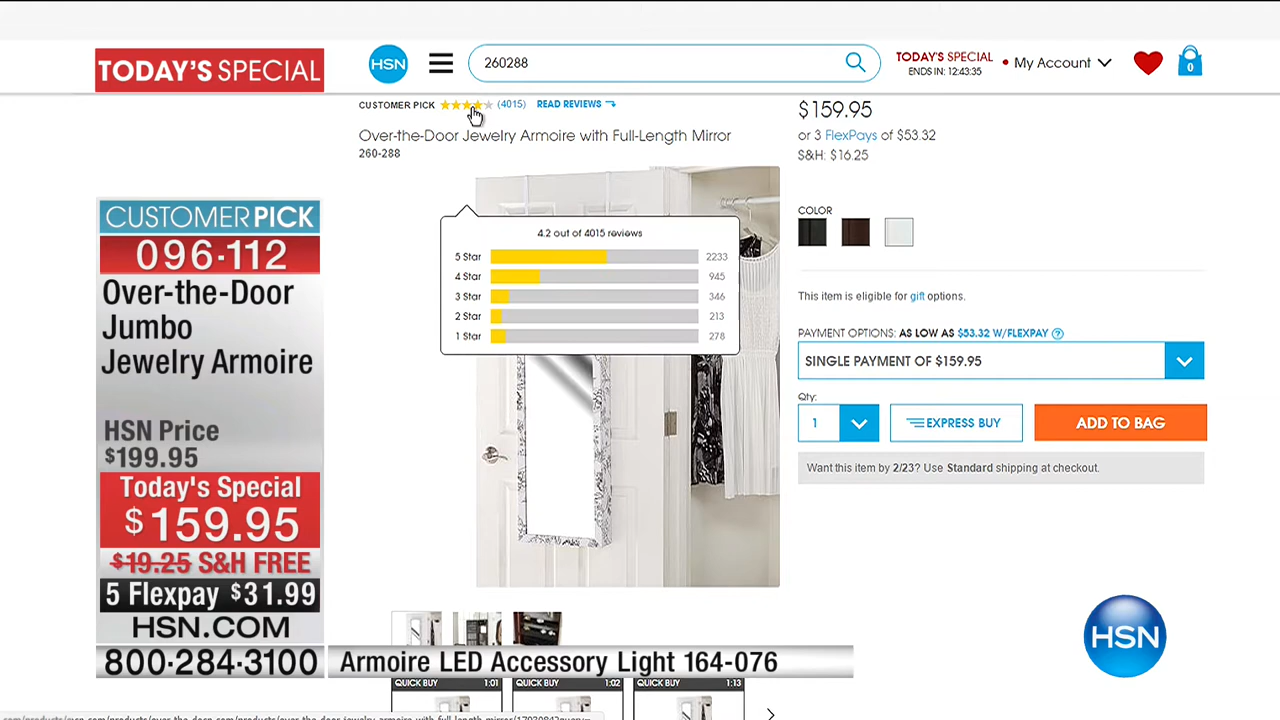 TODAY'S SPECIAL
HSN
260288
TODAY'S SPECIAL
ENDS IN: 12:43:35
My Account
0
CUSTOMER PICK (4015) READ REVIEWS
Over-the-Door Jewelry Armoire with Full-Length Mirror
260-288
4.2 out of 4015 reviews
5 Star 2233
4 Star 945
3 Star 346
2 Star 213
1 Star 278
$159.95
or 3 FlexPays of $53.32
S&H: $16.25
COLOR
This item is eligible for gift options.
PAYMENT OPTIONS: AS LOW AS $53.32 W/FLEXPAY ?
SINGLE PAYMENT OF $159.95
Qty:
1
EXPRESS BUY
ADD TO BAG
Want this item by 2/23? Use Standard shipping at checkout.
CUSTOMER PICK
096-112
Over-the-Door
Jumbo
Jewelry Armoire
HSN Price
$199.95
Today's Special
$159.95
$19.25 S&H FREE
5 Flexpay $31.99
HSN.COM
800-284-3100
Armoire LED Accessory Light 164-076
HSN
QUICK BUY 1:01
QUICK BUY 1:02
QUICK BUY 1:13